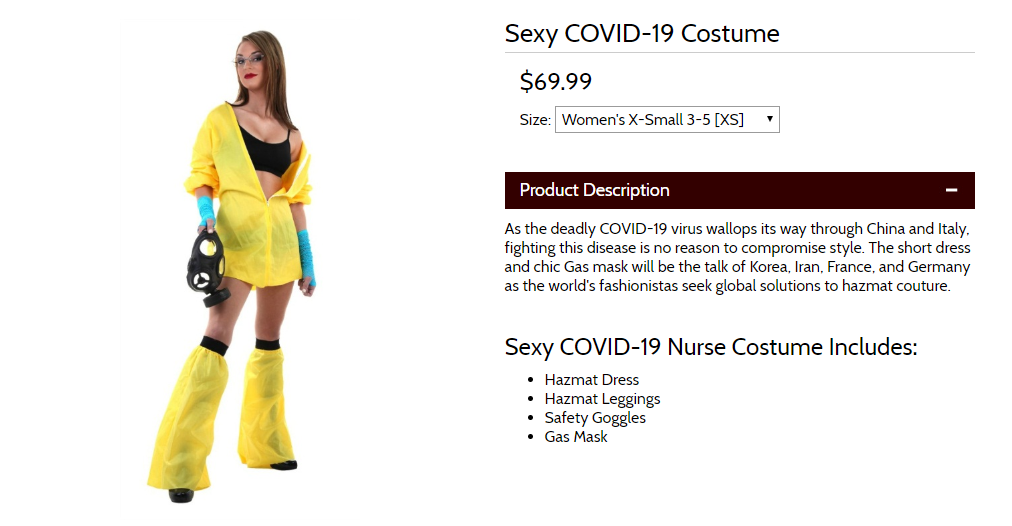 Sexy COVID-19 Costume
$69.99
Size: Women's X-Small 3-5 [XS]
Product Description
As the deadly COVID-19 virus wallops its way through China and Italy,
fighting this disease is no reason to compromise style. The short dress
and chic Gas mask will be the talk of Korea, Iran, France, and Germany
as the world's fashionistas seek global solutions to hazmat couture.
Sexy COVID-19 Nurse Costume Includes:
Hazmat Dress
Hazmat Leggings
Safety Goggles
Gas Mask